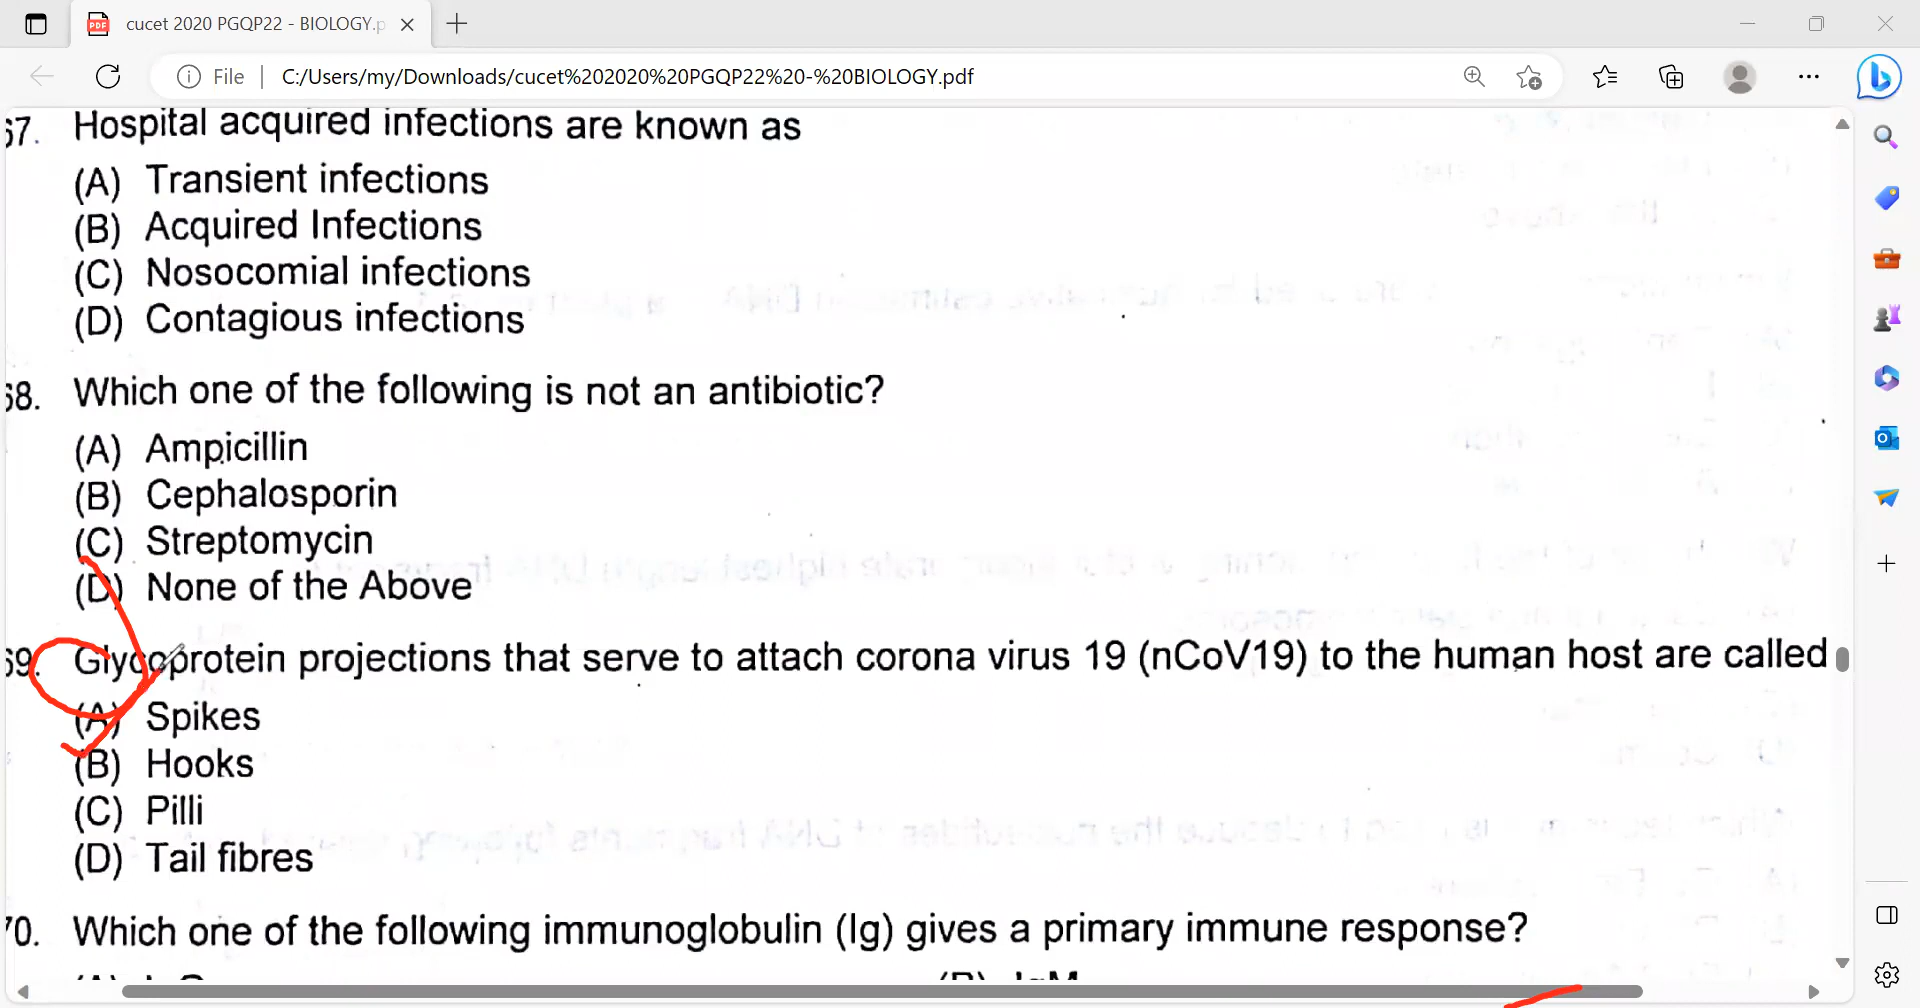 cucet 2020 PGQP22 - BIOLOGY.p
File
C:/Users/my/Downloads/cucet%202020%20PGQP22%20-%20BIOLOGY.pdf
67. Hospital acquired infections are known as
(A) Transient infections
(B) Acquired Infections
(C) Nosocomial infections
(D) Contagious infections
68. Which one of the following is not an antibiotic?
(A) Ampicillin
(B) Cephalosporin
(C) Streptomycin
(D) None of the Above
69. Glycoprotein projections that serve to attach corona virus 19 (nCoV19) to the human host are called
(A) Spikes
(B) Hooks
(C) Pilli
(D) Tail fibres
70. Which one of the following immunoglobulin (Ig) gives a primary immune response?